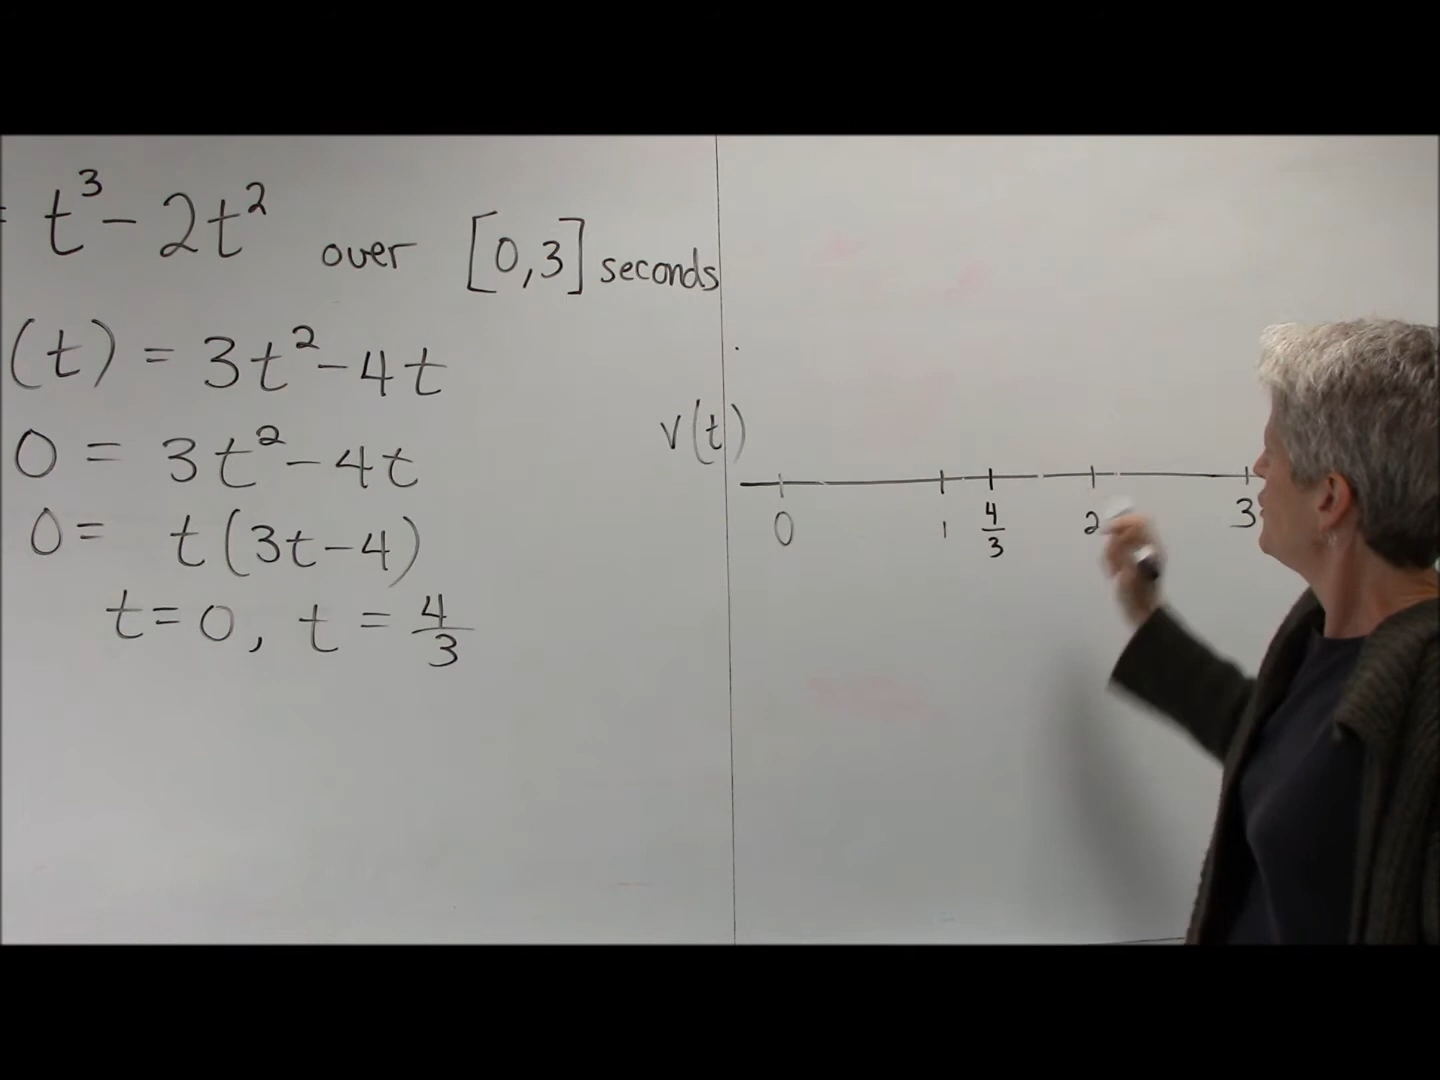 = t³ - 2t² over [0,3] seconds
(t) = 3t² - 4t
0 = 3t² - 4t
0 = t(3t - 4)
t = 0, t = 4/3
v(t)
0 1 4/3 2 3